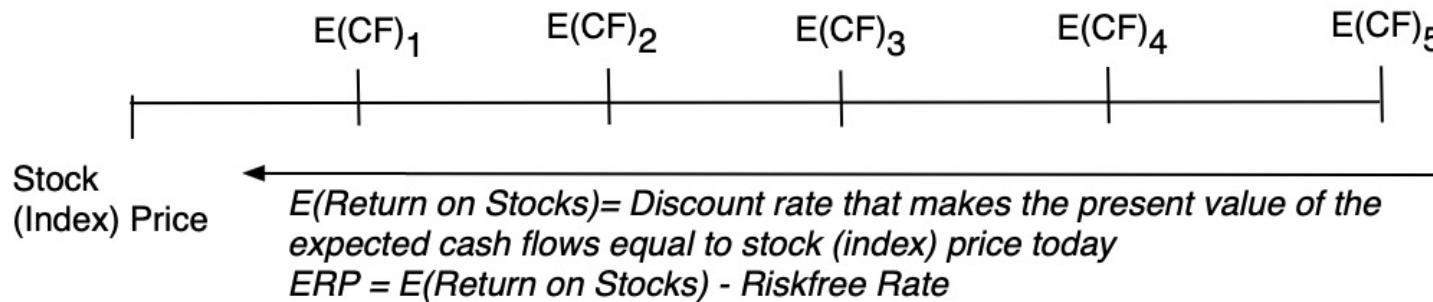 E(CF)1 E(CF)2 E(CF)3 E(CF)4 E(CF)5
Stock
(Index) Price
E(Return on Stocks)= Discount rate that makes the present value of the
expected cash flows equal to stock (index) price today
ERP = E(Return on Stocks) - Riskfree Rate